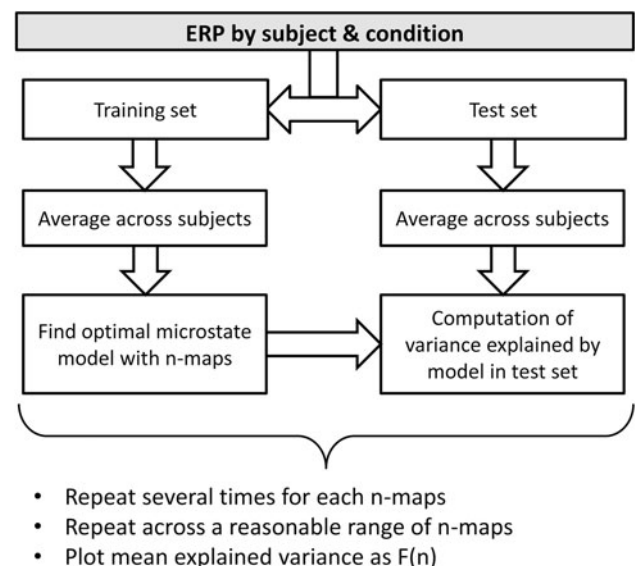 ERP by subject & condition
Training set
Test set
Average across subjects
Average across subjects
Find optimal microstate
model with n-maps
Computation of
variance explained by
model in test set
• Repeat several times for each n-maps
• Repeat across a reasonable range of n-maps
• Plot mean explained variance as F(n)